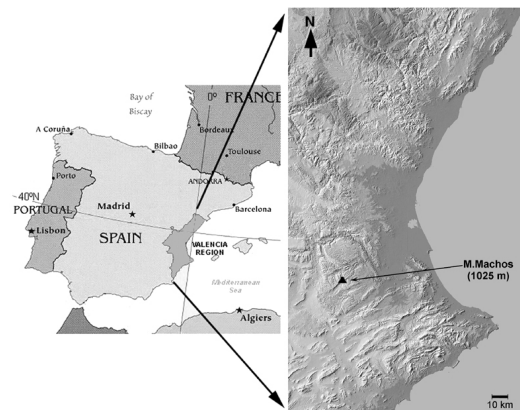 Bay of
Biscay
0º
FRANCE
A Coruña
Bordeaux
Bilbao
Toulouse
ANDORRA
Porto
40ºN
PORTUGAL
Madrid
Barcelona
Lisbon
SPAIN
VALENCIA
REGION
Mediterranean
Sea
Algiers
N
M.Machos
(1025 m)
10 km